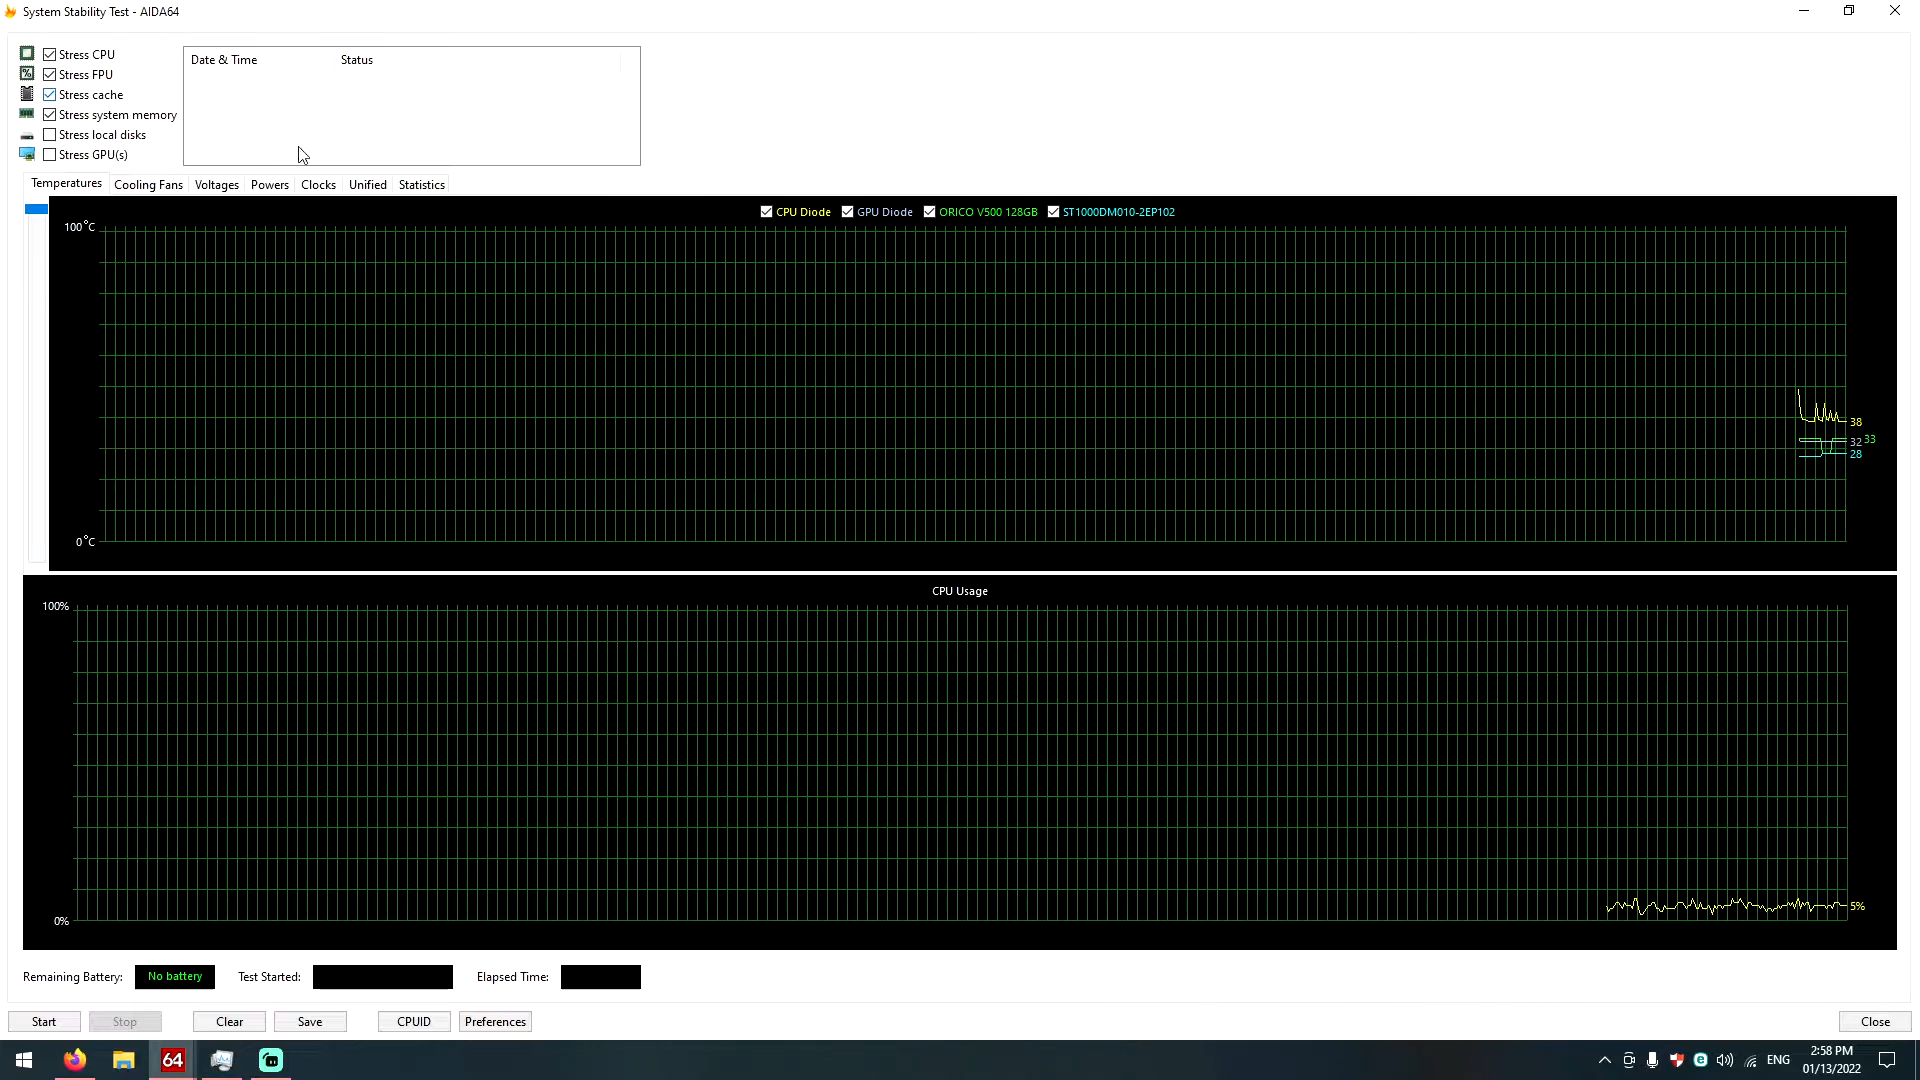 System Stability Test - AIDA64
Stress CPU
Stress FPU
Stress cache
Stress system memory
Stress local disks
Stress GPU(s)
Date & Time Status
Temperatures Cooling Fans Voltages Powers Clocks Unified Statistics
CPU Diode GPU Diode ORICO V500 128GB ST1000DM010-2EP102
100°C
38
32 33
28
0°C
CPU Usage
100%
5%
0%
Remaining Battery: No battery Test Started: Elapsed Time:
Start Stop Clear Save CPUID Preferences Close
64 ENG 2:58 PM
01/13/2022